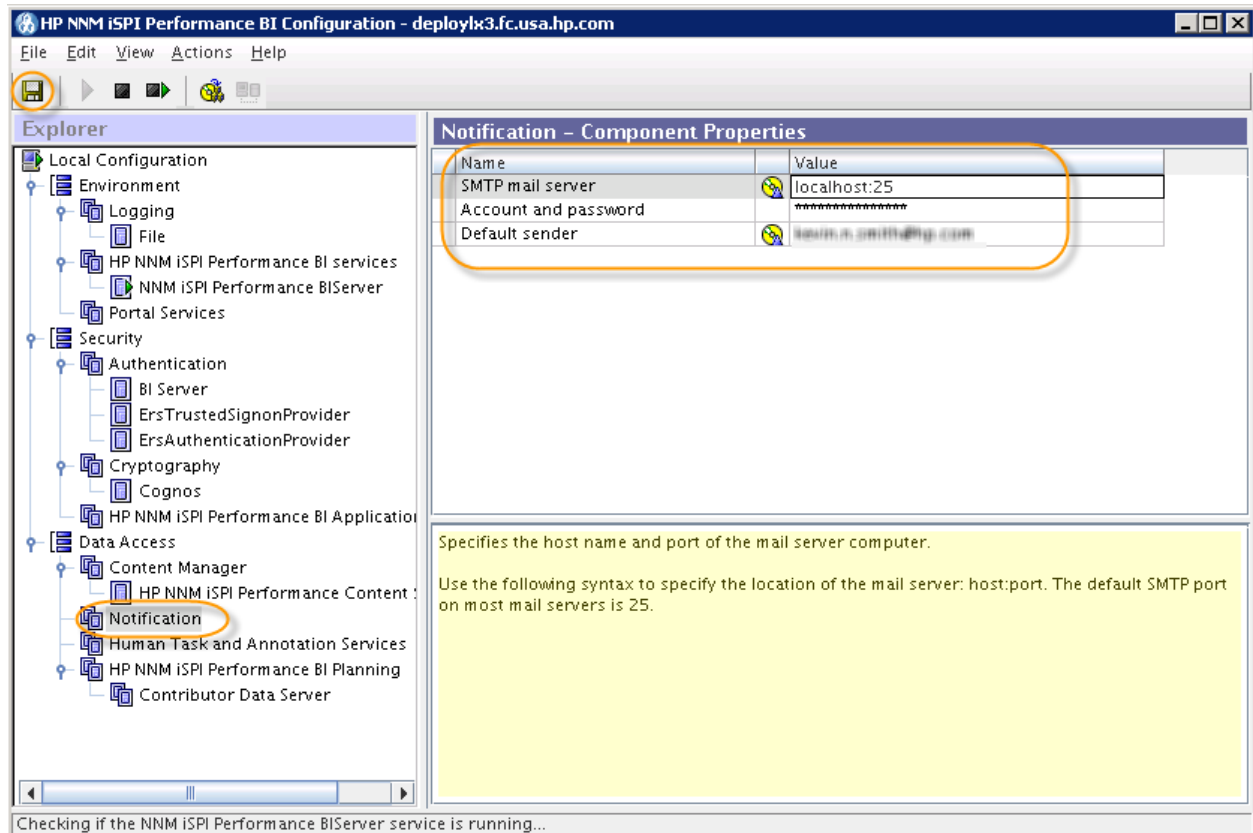 HP NNM iSPI Performance BI Configuration - deploylx3.fc.usa.hp.com
File Edit View Actions Help
Explorer
Local Configuration
Environment
Logging
File
HP NNM iSPI Performance BI services
NNM iSPI Performance BIServer
Portal Services
Security
Authentication
BI Server
ErsTrustedSignonProvider
ErsAuthenticationProvider
Cryptography
Cognos
HP NNM iSPI Performance BI Application
Data Access
Content Manager
HP NNM iSPI Performance Content
Notification
Human Task and Annotation Services
HP NNM iSPI Performance BI Planning
Contributor Data Server
Notification - Component Properties
Name Value
SMTP mail server localhost:25
Account and password ***************
Default sender
Specifies the host name and port of the mail server computer.
Use the following syntax to specify the location of the mail server: host:port. The default SMTP port
on most mail servers is 25.
Checking if the NNM iSPI Performance BIServer service is running...